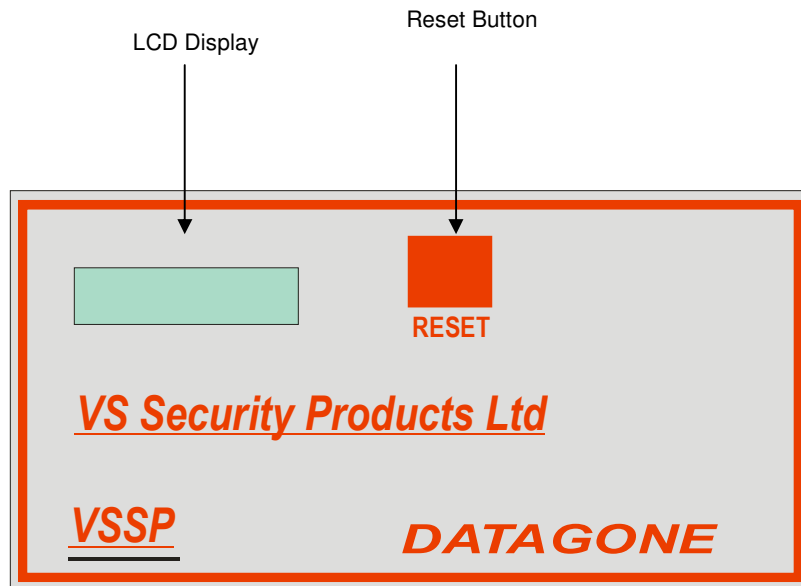 Reset Button
LCD Display
RESET
VS Security Products Ltd
VSSP
DATAGONE